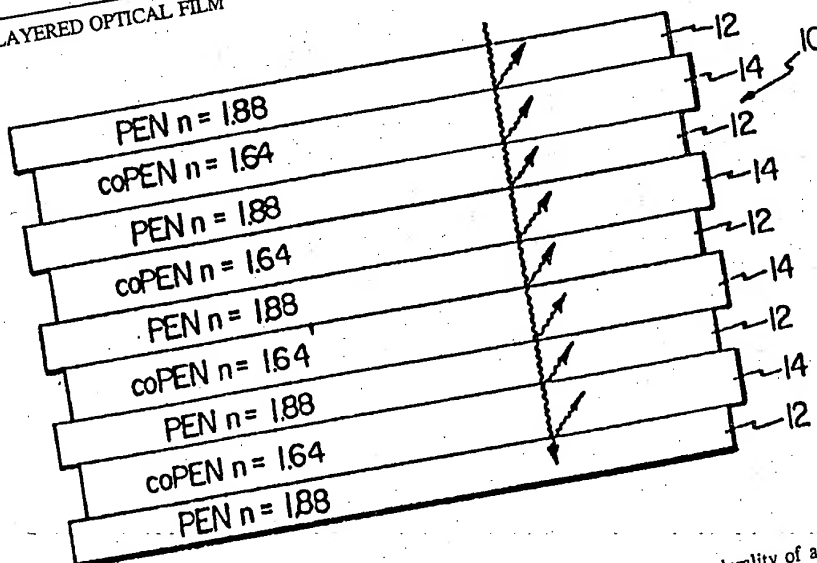 LAYERED OPTICAL FILM
12
10
PEN n = 1.88
14
coPEN n = 1.64
12
PEN n = 1.88
14
coPEN n = 1.64
12
PEN n = 1.88
14
coPEN n = 1.64
12
PEN n = 1.88
14
coPEN n = 1.64
12
PEN n = 1.88
of a